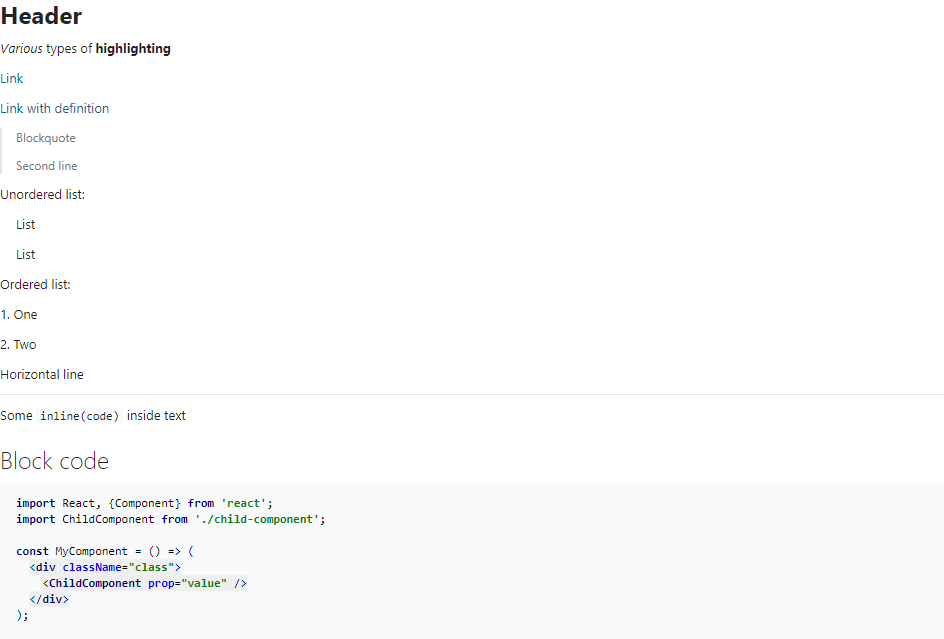 Header
Various types of highlighting
Link
Link with definition
Blockquote
Second line
Unordered list:
List
List
Ordered list:
1. One
2. Two
Horizontal line
Some inline(code) inside text
Block code
import React, {Component} from 'react';
import ChildComponent from './child-component';
const MyComponent = () => (
<div className="class">
<ChildComponent prop="value" />
</div>
);